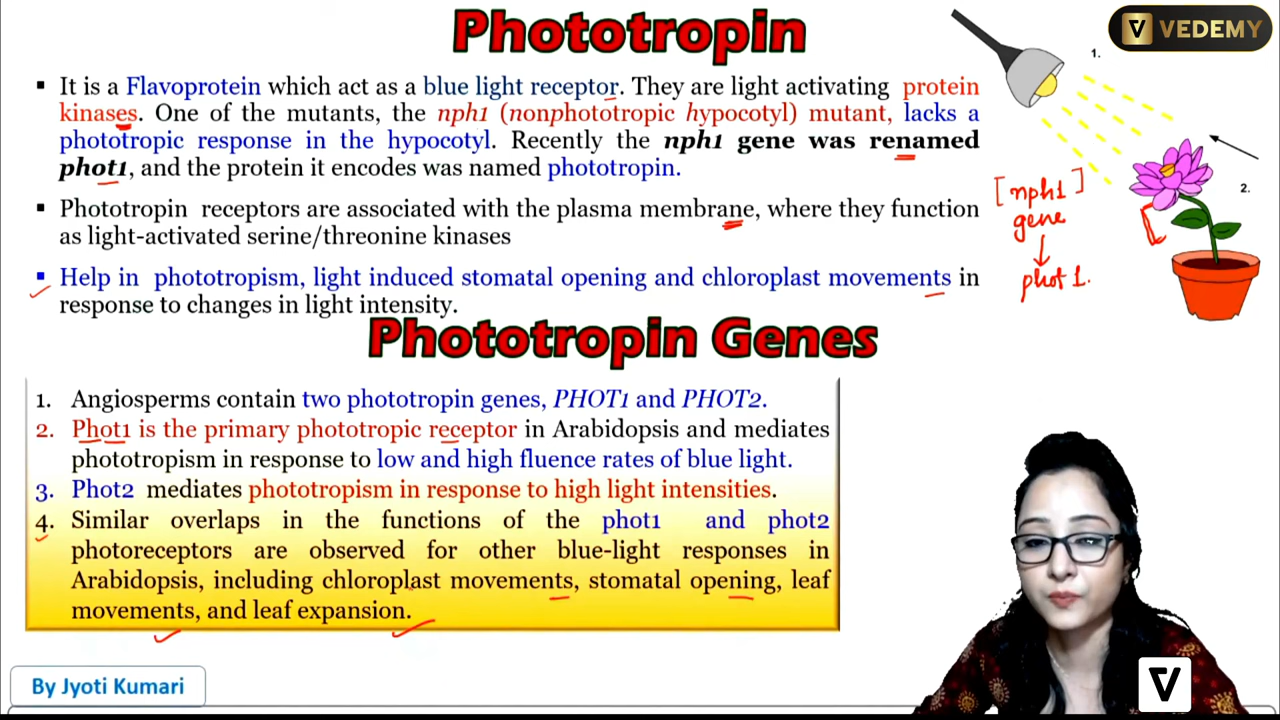 Phototropin
VEDEMY
1.
▪ It is a Flavoprotein which act as a blue light receptor. They are light activating protein
kinases. One of the mutants, the nph1 (nonphototropic hypocotyl) mutant, lacks a
phototropic response in the hypocotyl. Recently the nph1 gene was renamed
phot1, and the protein it encodes was named phototropin.
[nph1]
gene
phot 1.
2.
▪ Phototropin receptors are associated with the plasma membrane, where they function
as light-activated serine/threonine kinases
▪ Help in phototropism, light induced stomatal opening and chloroplast movements in
response to changes in light intensity.
Phototropin Genes
1. Angiosperms contain two phototropin genes, PHOT1 and PHOT2.
2. Phot1 is the primary phototropic receptor in Arabidopsis and mediates
phototropism in response to low and high fluence rates of blue light.
3. Phot2 mediates phototropism in response to high light intensities.
4. Similar overlaps in the functions of the phot1 and phot2
photoreceptors are observed for other blue-light responses in
Arabidopsis, including chloroplast movements, stomatal opening, leaf
movements, and leaf expansion.
By Jyoti Kumari